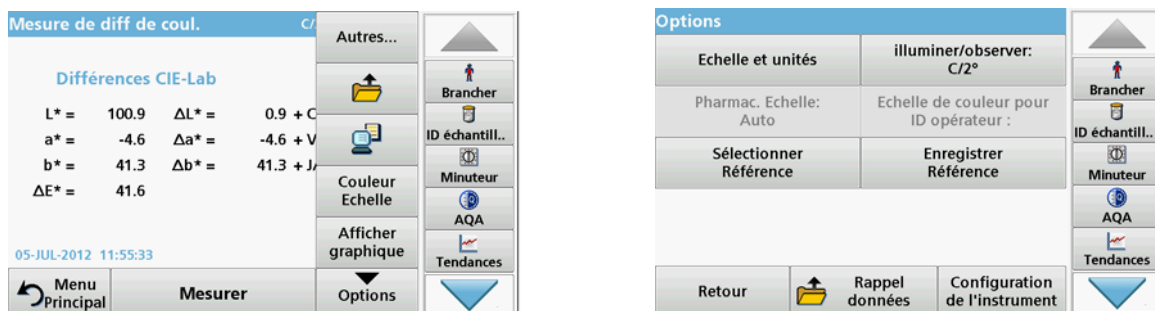 Mesure de diff de coul. C/
Autres...
Différences CIE-Lab
L* = 100.9 ΔL* = 0.9 + C
a* = -4.6 Δa* = -4.6 + V
b* = 41.3 Δb* = 41.3 + J/
ΔE* = 41.6
Couleur
Echelle
Afficher
graphique
05-JUL-2012 11:55:33
Menu
Principal
Mesurer
Options
Brancher
ID échantill..
Minuteur
AQA
Tendances
Options
Echelle et unités
illuminer/observer:
C/2°
Pharmac. Echelle:
Auto
Echelle de couleur pour
ID opérateur :
Sélectionner
Référence
Enregistrer
Référence
Retour
Rappel
données
Configuration
de l'instrument
Brancher
ID échantill..
Minuteur
AQA
Tendances